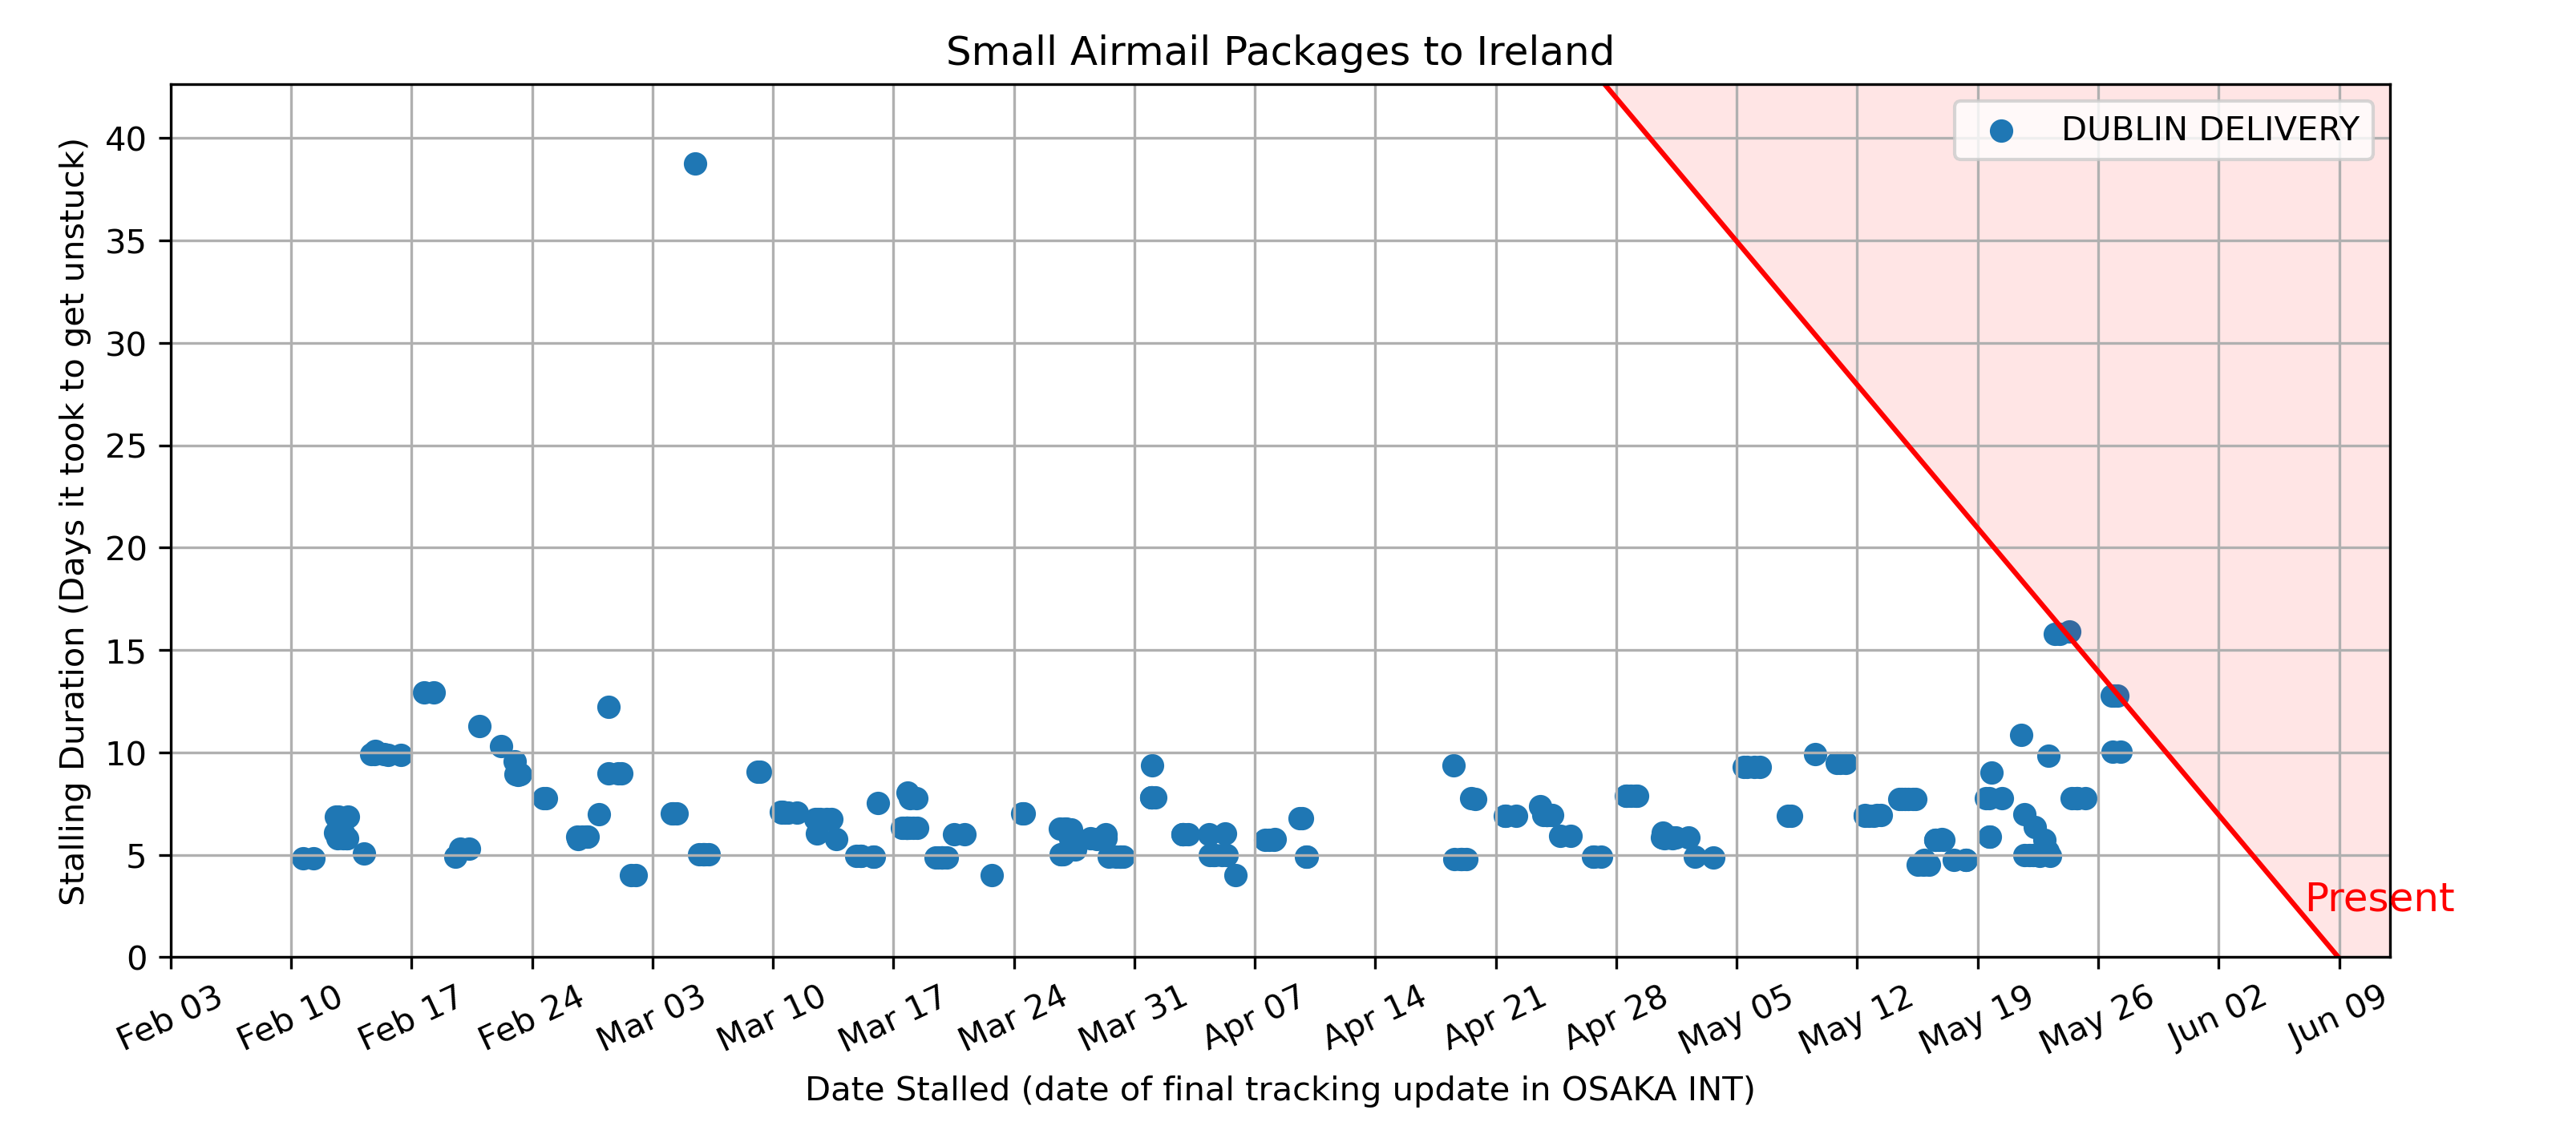 Small Airmail Packages to Ireland
DUBLIN DELIVERY
Stalling Duration (Days it took to get unstuck)
40
35
30
25
20
15
10
5
0
Present
Feb 03
Feb 10
Feb 17
Feb 24
Mar 03
Mar 10
Mar 17
Mar 24
Mar 31
Apr 07
Apr 14
Apr 21
Apr 28
May 05
May 12
May 19
May 26
Jun 02
Jun 09
Date Stalled (date of final tracking update in OSAKA INT)